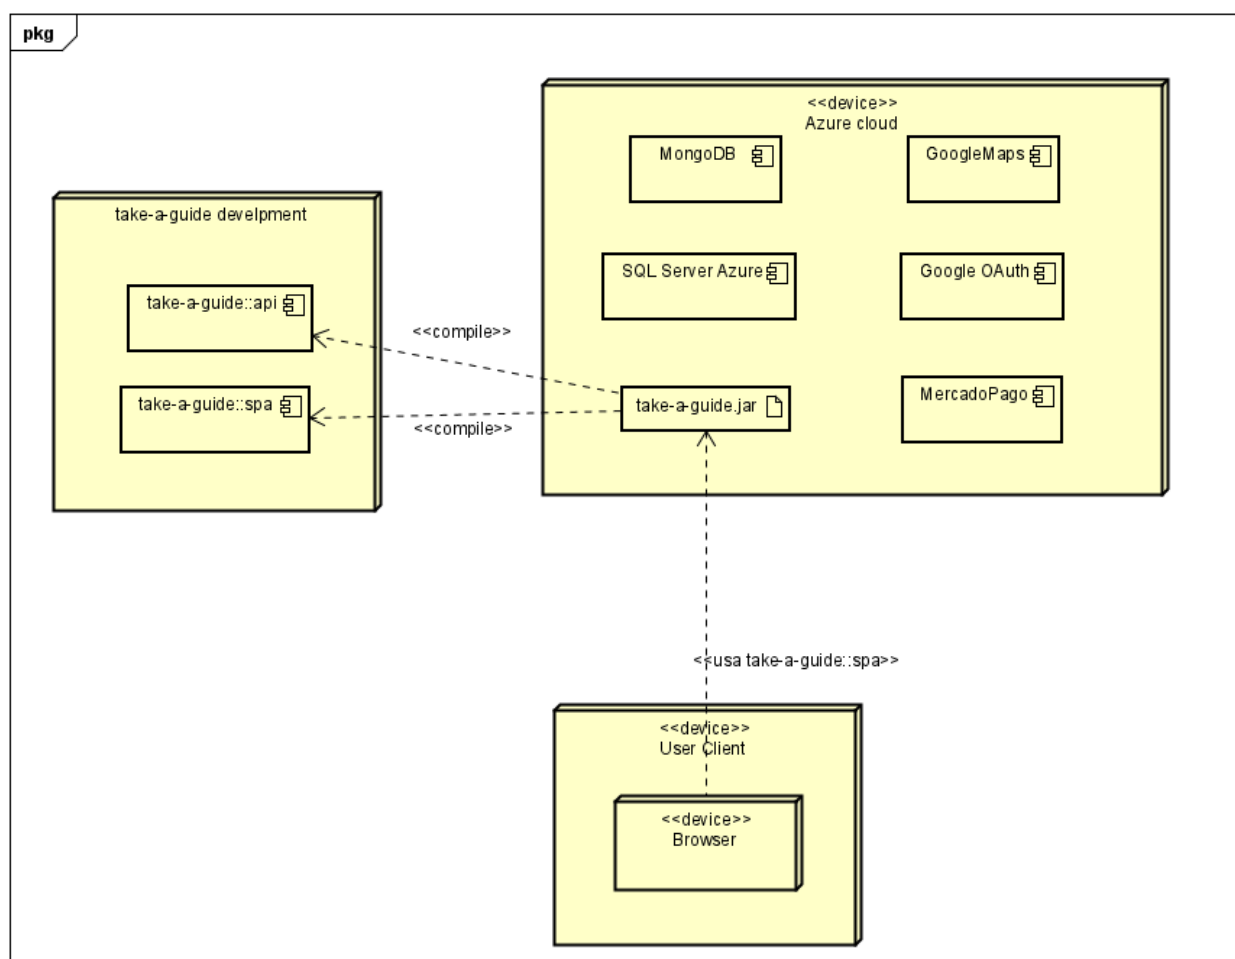 pkg
<<device>>
Azure cloud
MongoDB
GoogleMaps
take-a-guide develpment
SQL Server Azure
Google OAuth
take-a-guide::api
<<compile>>
take-a-guide::spa
take-a-guide.jar
MercadoPago
<<compile>>
<<usa take-a-guide::spa>>
<<device>>
User Client
<<device>>
Browser